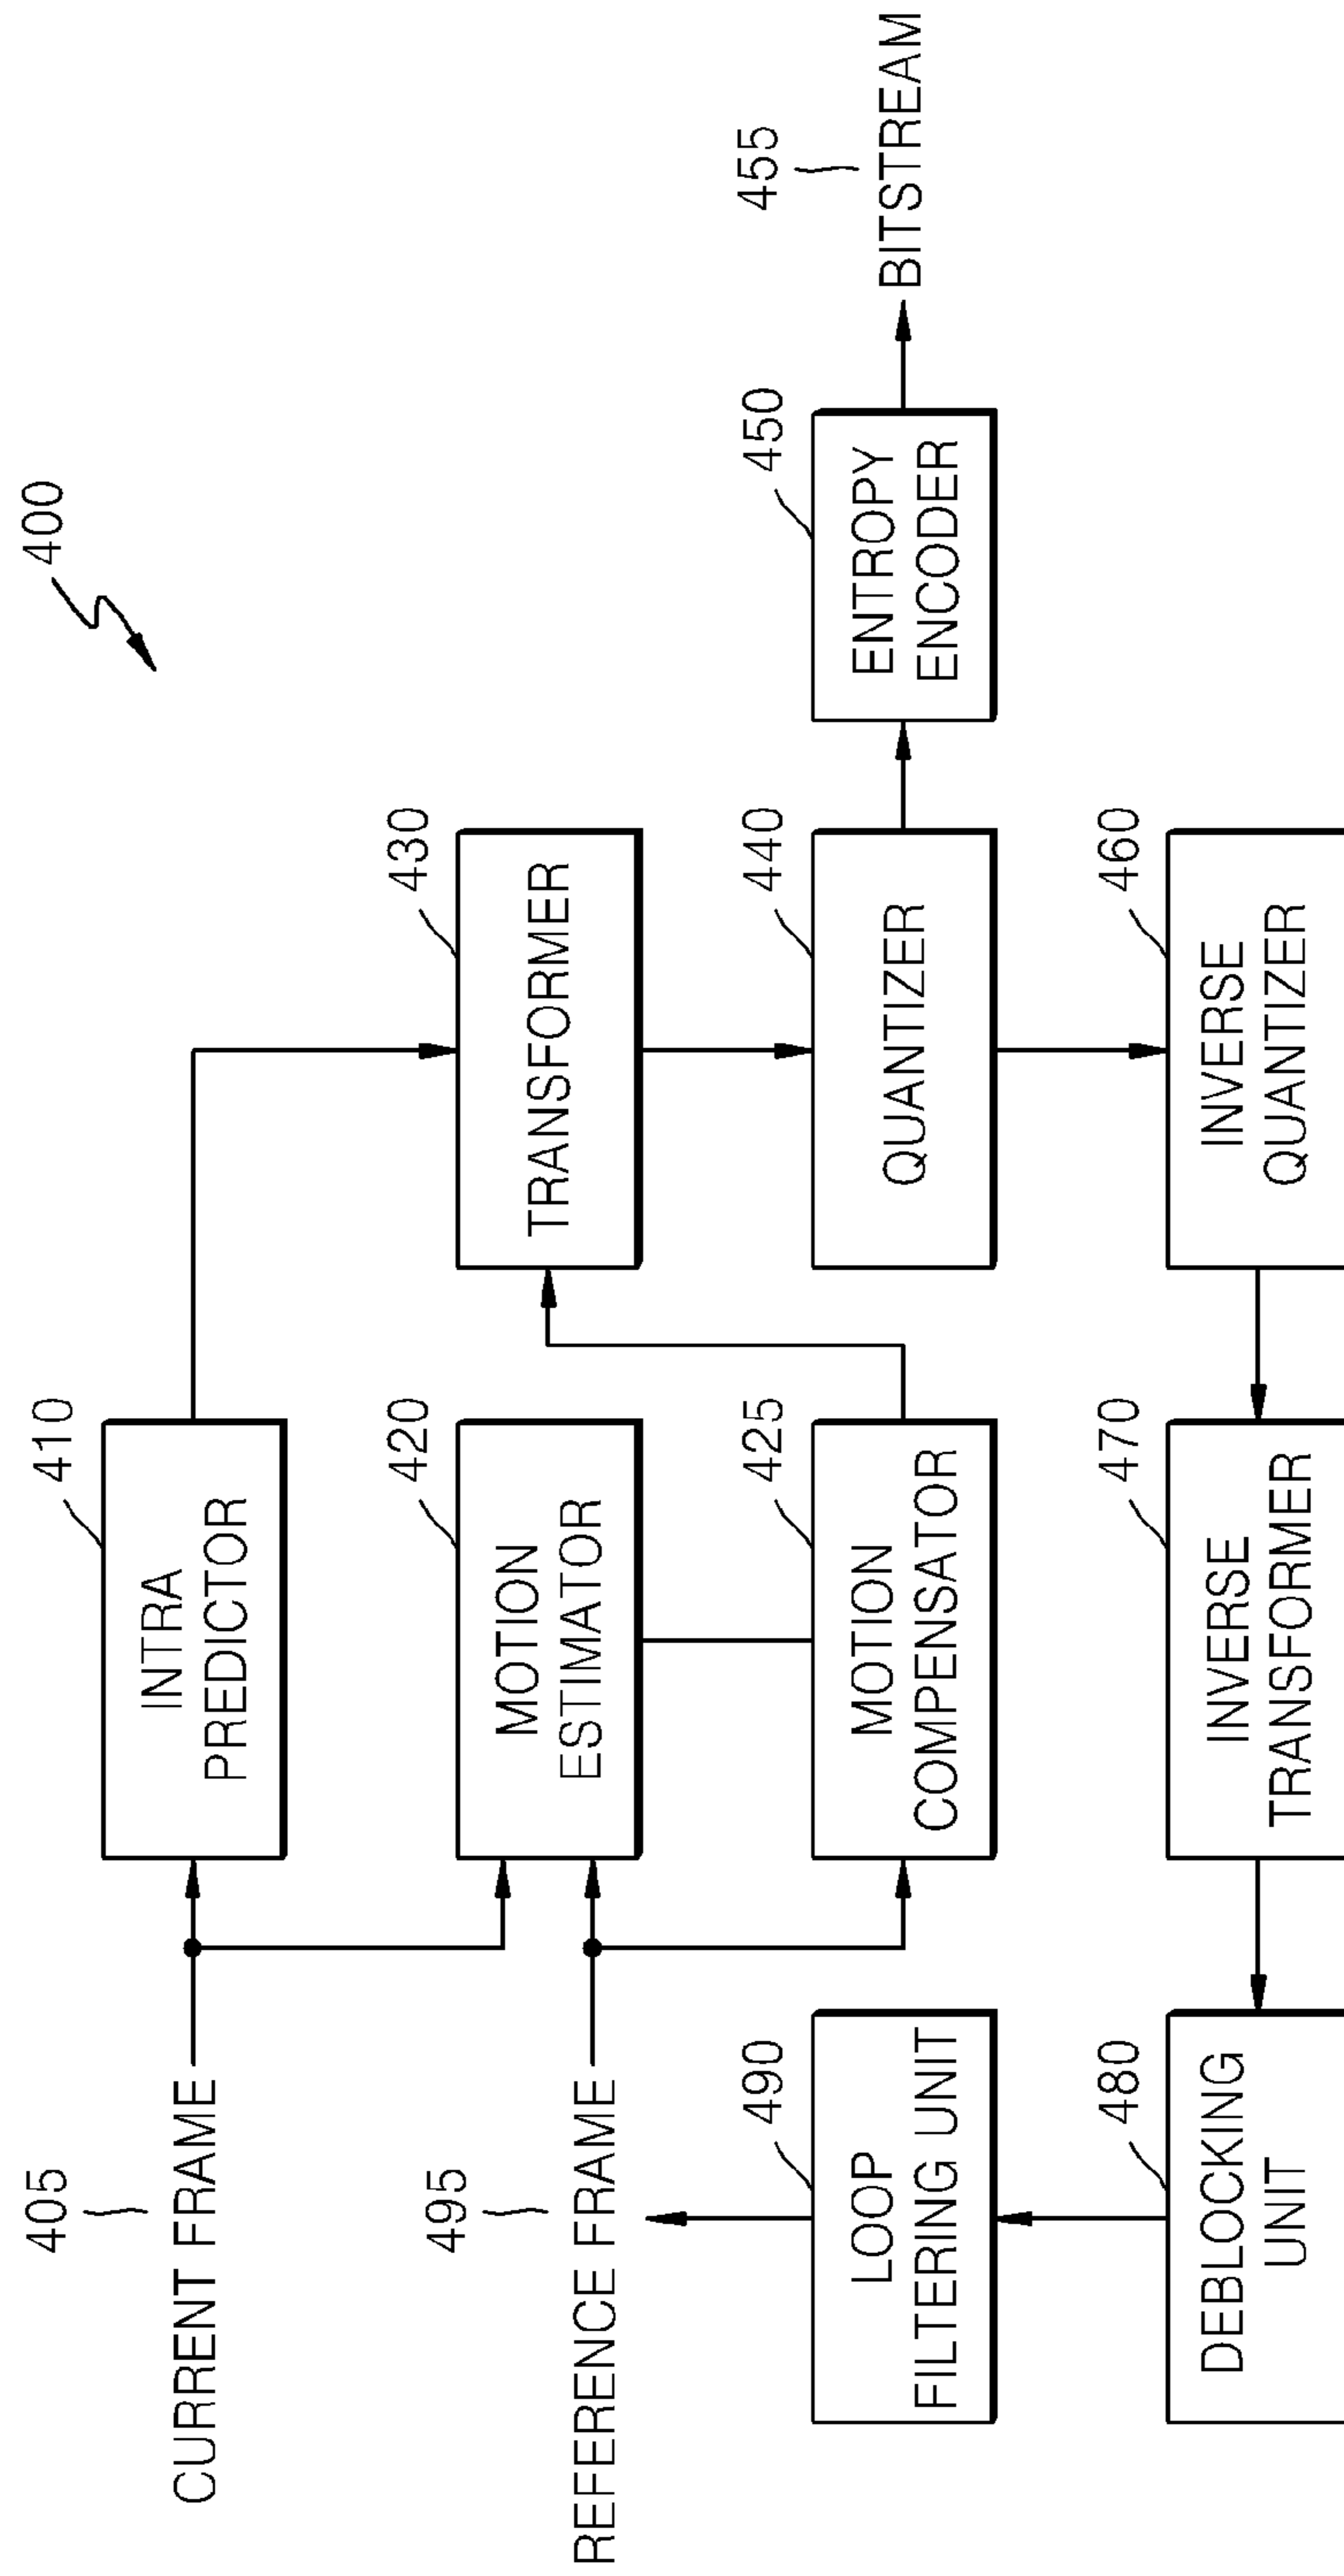 400
405
CURRENT FRAME
410
INTRA
PREDICTOR
495
REFERENCE FRAME
420
MOTION
ESTIMATOR
430
TRANSFORMER
490
LOOP
FILTERING UNIT
425
MOTION
COMPENSATOR
440
QUANTIZER
450
ENTROPY
ENCODER
455
BITSTREAM
480
DEBLOCKING
UNIT
470
INVERSE
TRANSFORMER
460
INVERSE
QUANTIZER